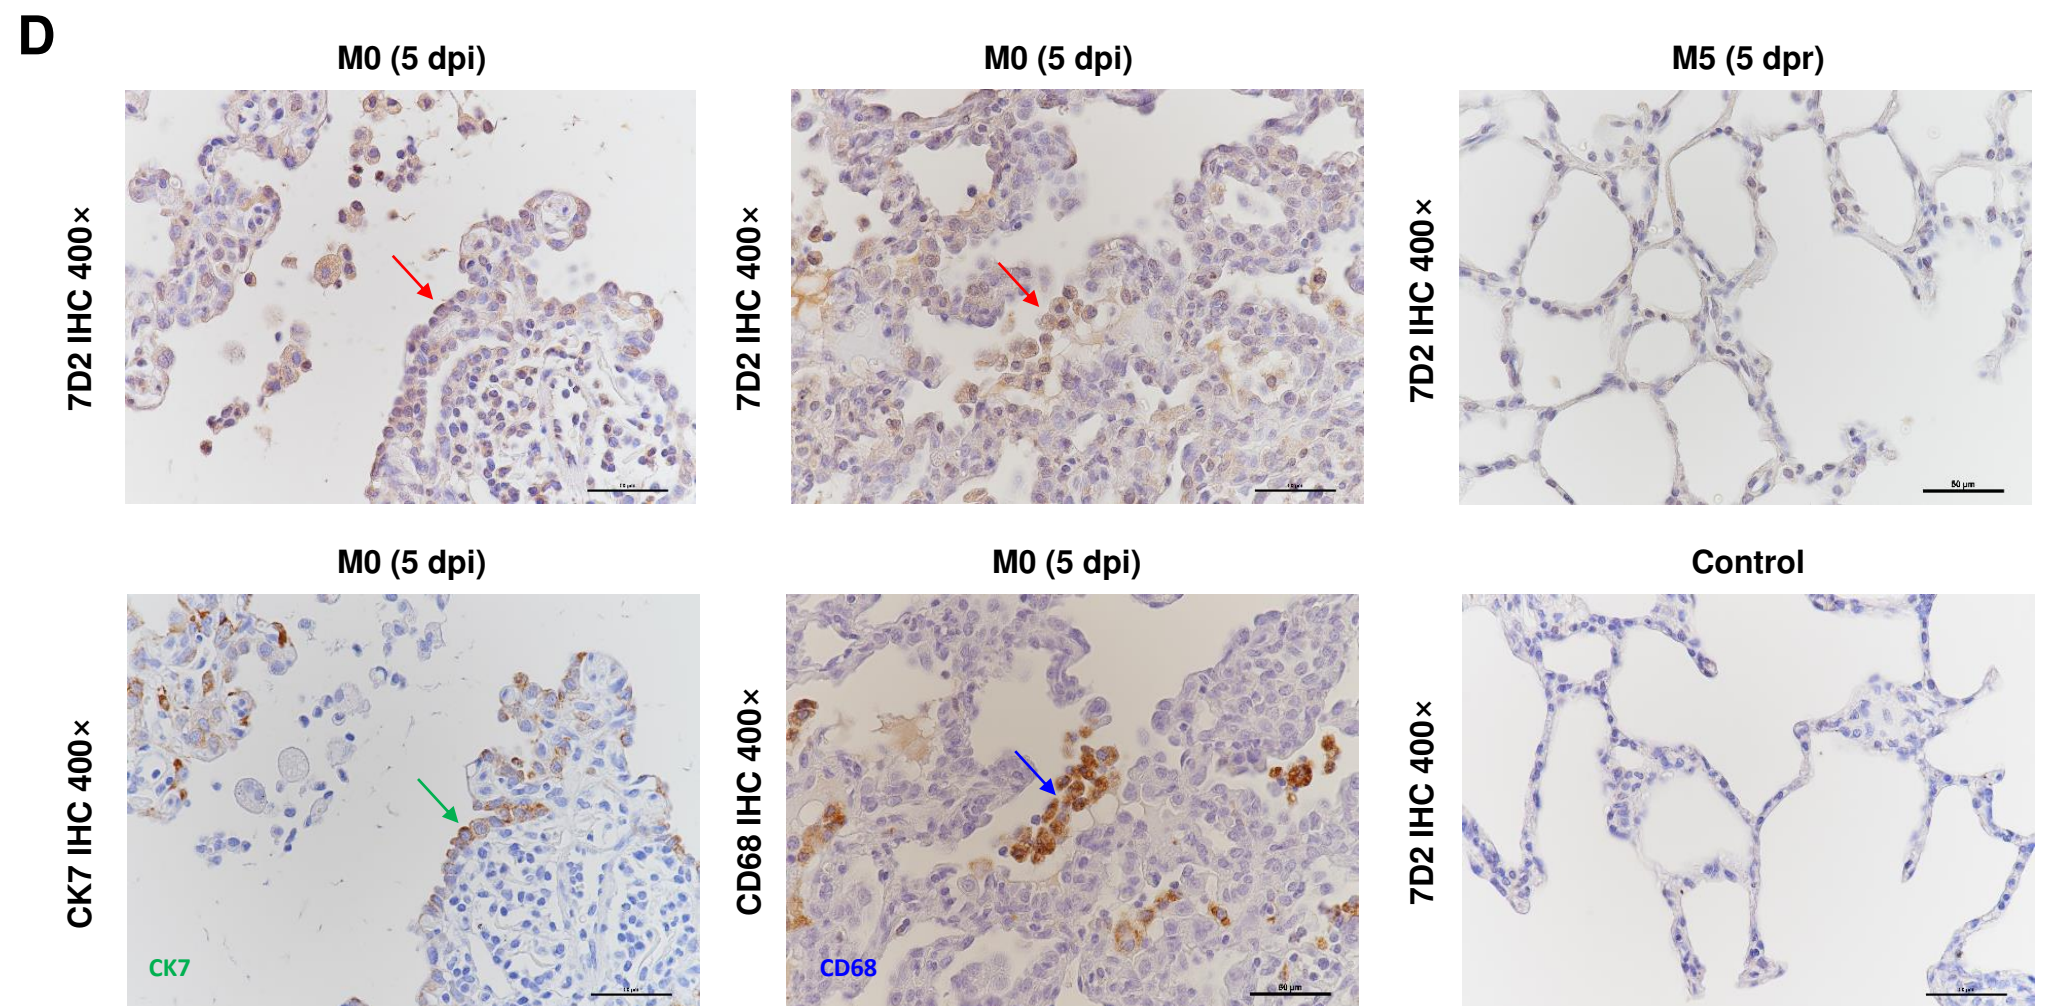 D
M0 (5 dpi)
M0 (5 dpi)
M5 (5 dpr)
7D2 IHC 400×
7D2 IHC 400×
7D2 IHC 400×
50 µm
M0 (5 dpi)
M0 (5 dpi)
Control
CK7 IHC 400×
CD68 IHC 400×
7D2 IHC 400×
CK7
CD68
50 µm